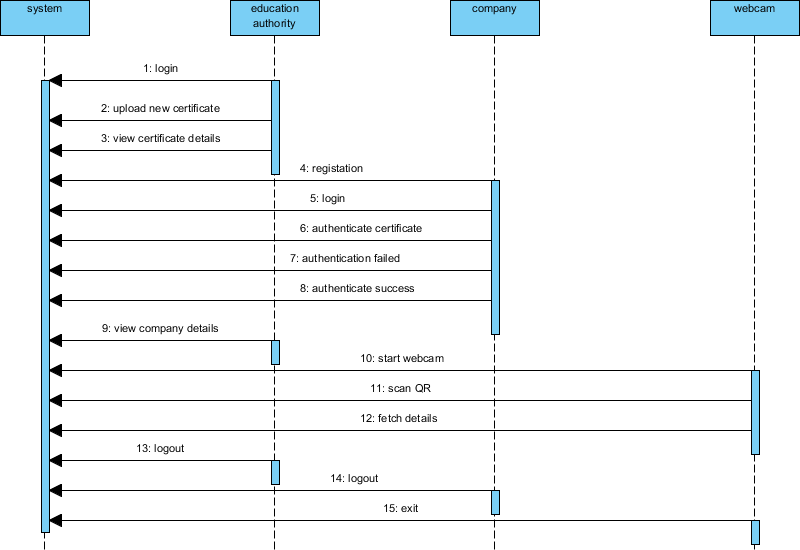 system
education
authority
company
webcam
1: login
2: upload new certificate
3: view certificate details
4: registation
5: login
6: authenticate certificate
7: authentication failed
8: authenticate success
9: view company details
10: start webcam
11: scan QR
12: fetch details
13: logout
14: logout
15: exit